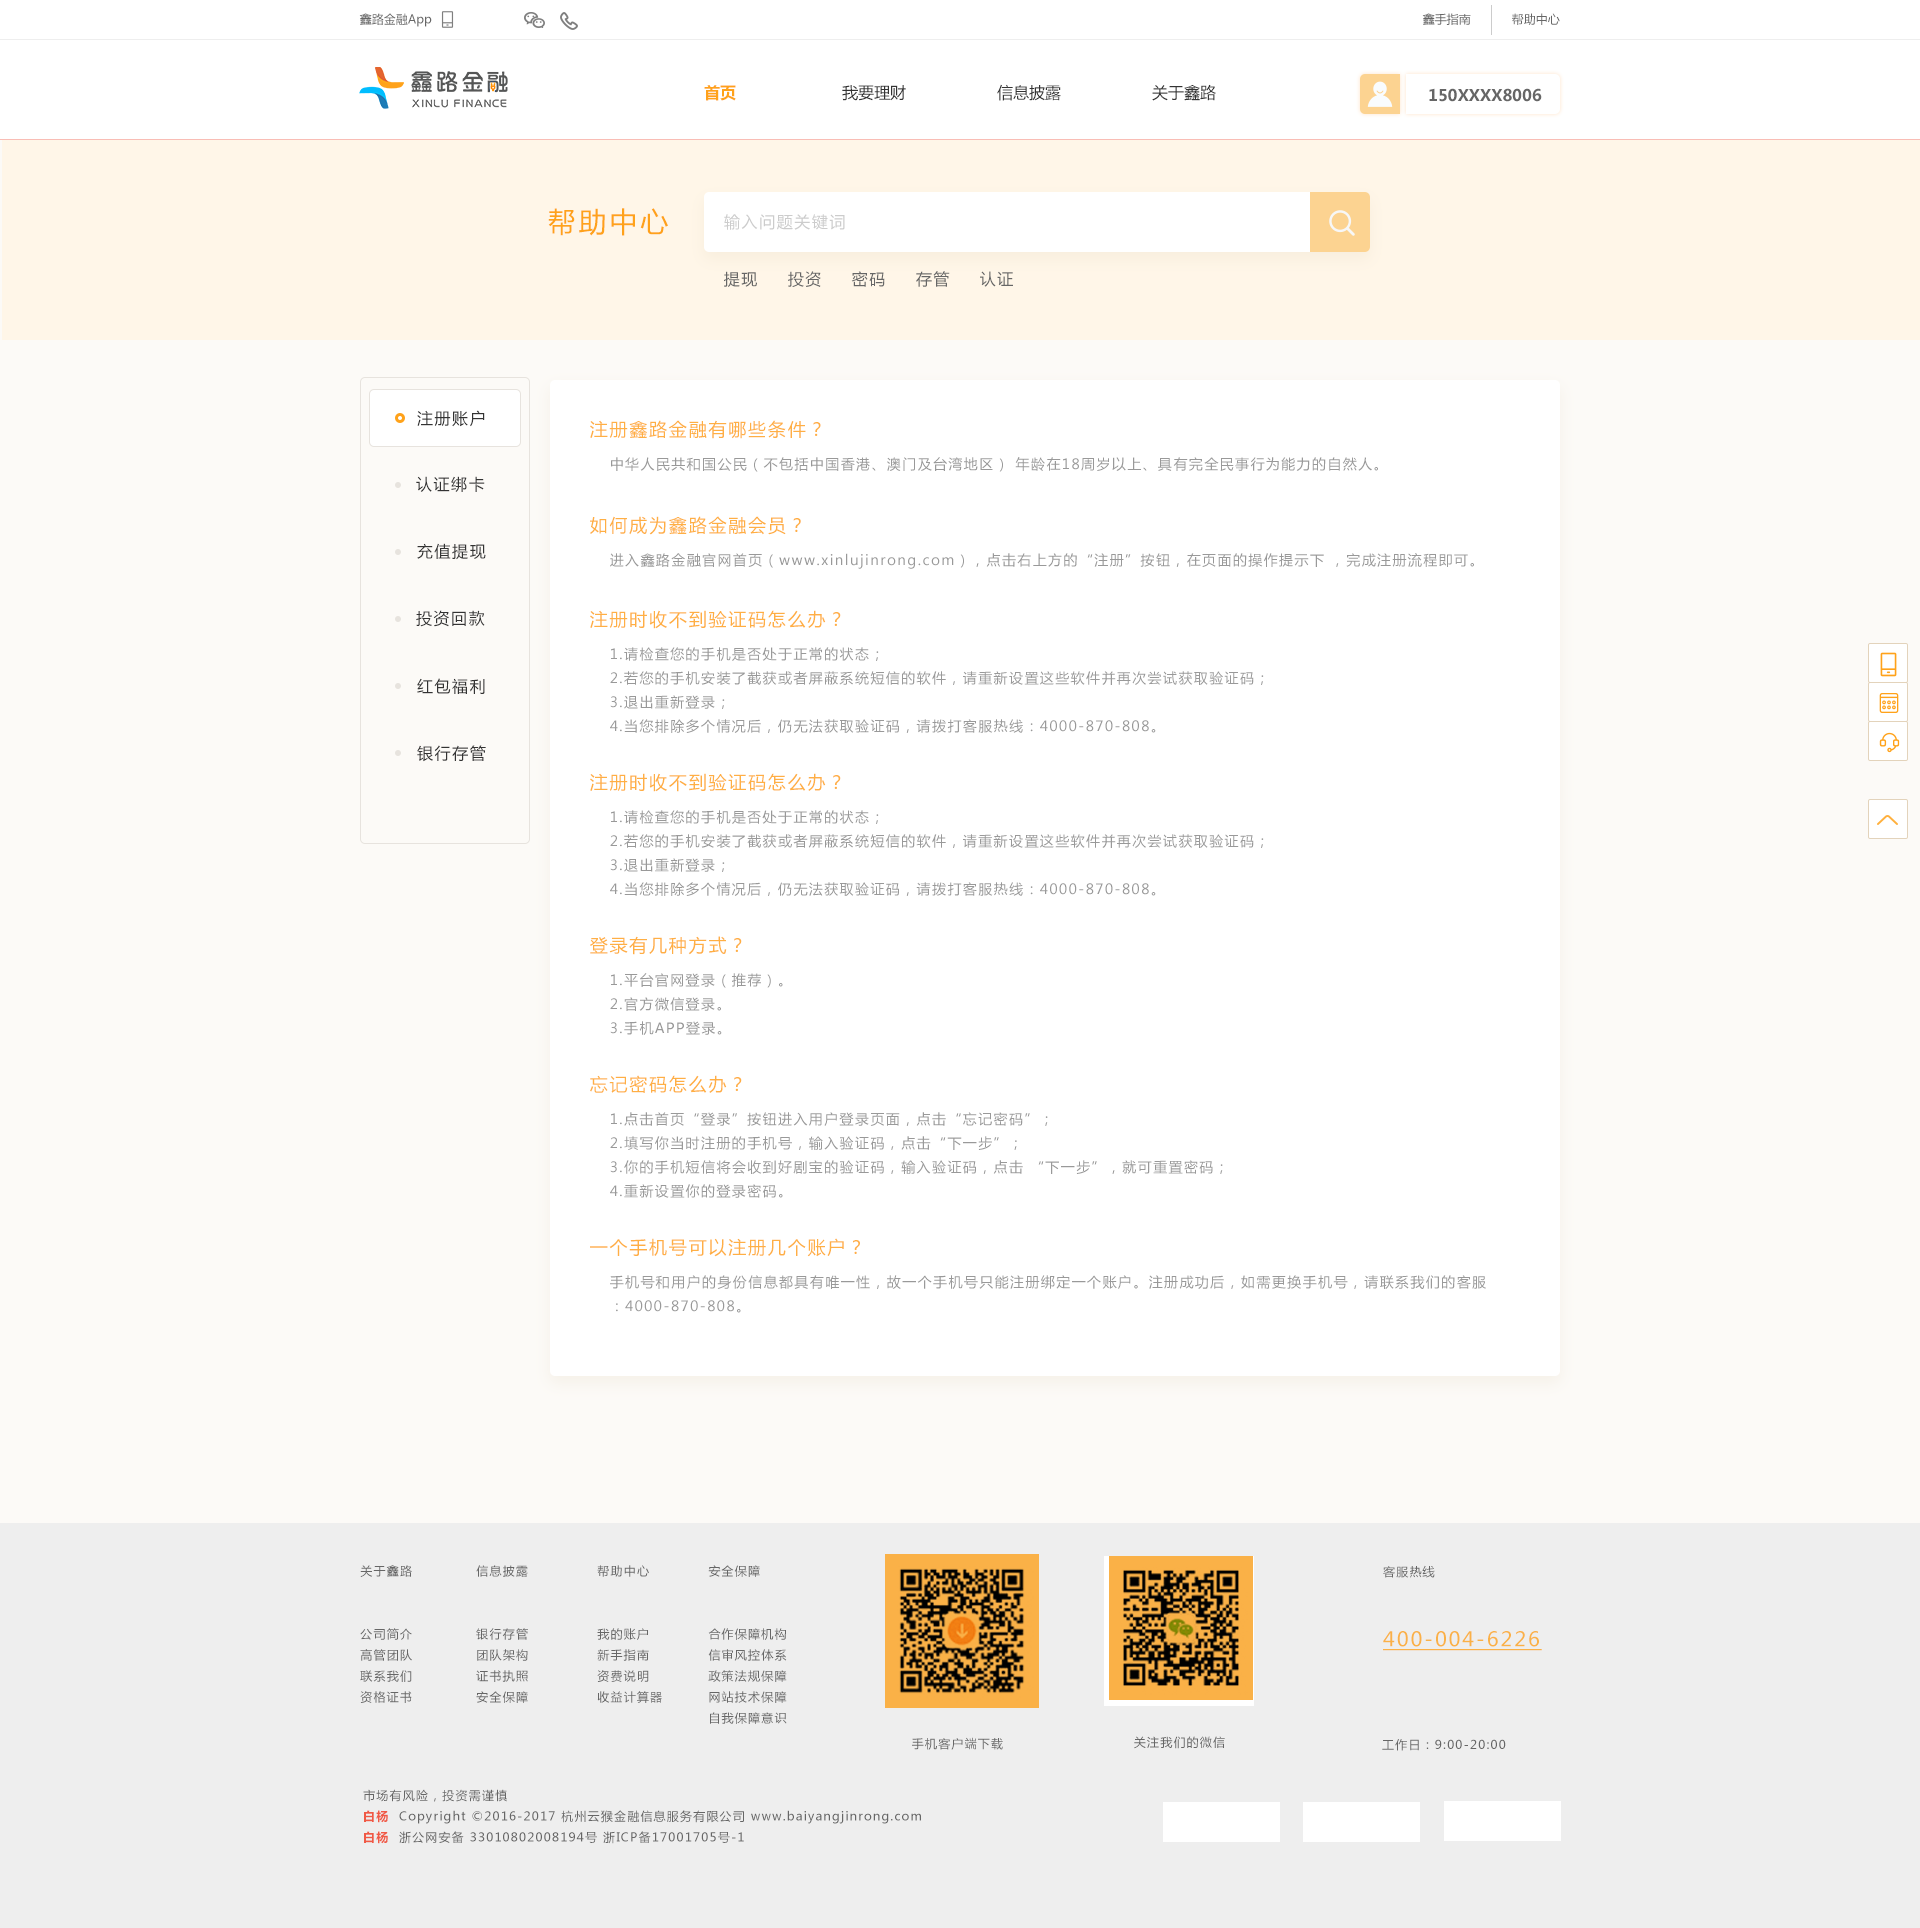 鑫路金融App
鑫手指南
帮助中心
鑫路金融
XINLU FINANCE
首页
我要理财
信息披露
关于鑫路
150XXXX8006
帮助中心
输入问题关键词
提现
投资
密码
存管
认证
注册账户
认证绑卡
充值提现
投资回款
红包福利
银行存管
注册鑫路金融有哪些条件？
中华人民共和国公民（不包括中国香港、澳门及台湾地区） 年龄在18周岁以上、具有完全民事行为能力的自然人。
如何成为鑫路金融会员？
进入鑫路金融官网首页（www.xinlujinrong.com），点击右上方的“注册”按钮，在页面的操作提示下 ，完成注册流程即可。
注册时收不到验证码怎么办？
1.请检查您的手机是否处于正常的状态；
2.若您的手机安装了截获或者屏蔽系统短信的软件，请重新设置这些软件并再次尝试获取验证码；
3.退出重新登录；
4.当您排除多个情况后，仍无法获取验证码，请拨打客服热线：4000-870-808。
注册时收不到验证码怎么办？
1.请检查您的手机是否处于正常的状态；
2.若您的手机安装了截获或者屏蔽系统短信的软件，请重新设置这些软件并再次尝试获取验证码；
3.退出重新登录；
4.当您排除多个情况后，仍无法获取验证码，请拨打客服热线：4000-870-808。
登录有几种方式？
1.平台官网登录（推荐）。
2.官方微信登录。
3.手机APP登录。
忘记密码怎么办？
1.点击首页“登录”按钮进入用户登录页面，点击“忘记密码”；
2.填写你当时注册的手机号，输入验证码，点击“下一步”；
3.你的手机短信将会收到好剧宝的验证码，输入验证码，点击 “下一步”，就可重置密码；
4.重新设置你的登录密码。
一个手机号可以注册几个账户？
手机号和用户的身份信息都具有唯一性，故一个手机号只能注册绑定一个账户。注册成功后，如需更换手机号，请联系我们的客服
：4000-870-808。
关于鑫路
公司简介
高管团队
联系我们
资格证书
信息披露
银行存管
团队架构
证书执照
安全保障
帮助中心
我的账户
新手指南
资费说明
收益计算器
安全保障
合作保障机构
信审风控体系
政策法规保障
网站技术保障
自我保障意识
手机客户端下载
关注我们的微信
客服热线
400-004-6226
工作日：9:00-20:00
市场有风险，投资需谨慎
白杨 Copyright ©2016-2017 杭州云猴金融信息服务有限公司 www.baiyangjinrong.com
白杨 浙公网安备 33010802008194号 浙ICP备17001705号-1